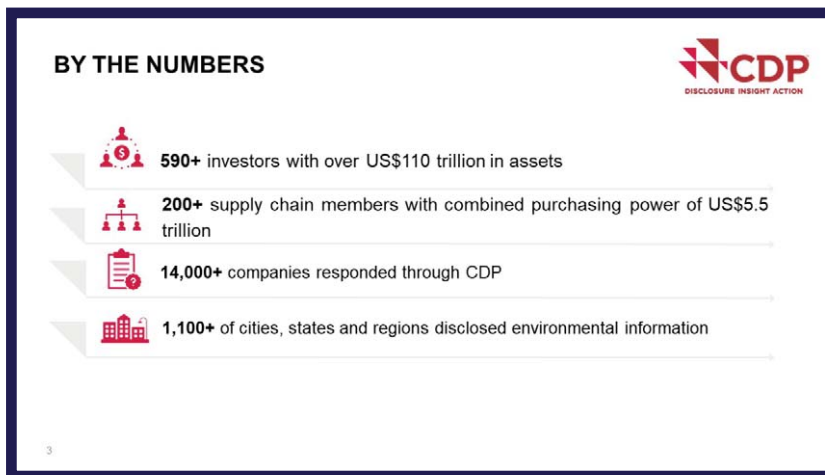 BY THE NUMBERS
CDP
DISCLOSURE INSIGHT ACTION
590+ investors with over US$110 trillion in assets
200+ supply chain members with combined purchasing power of US$5.5
trillion
14,000+ companies responded through CDP
1,100+ of cities, states and regions disclosed environmental information
3